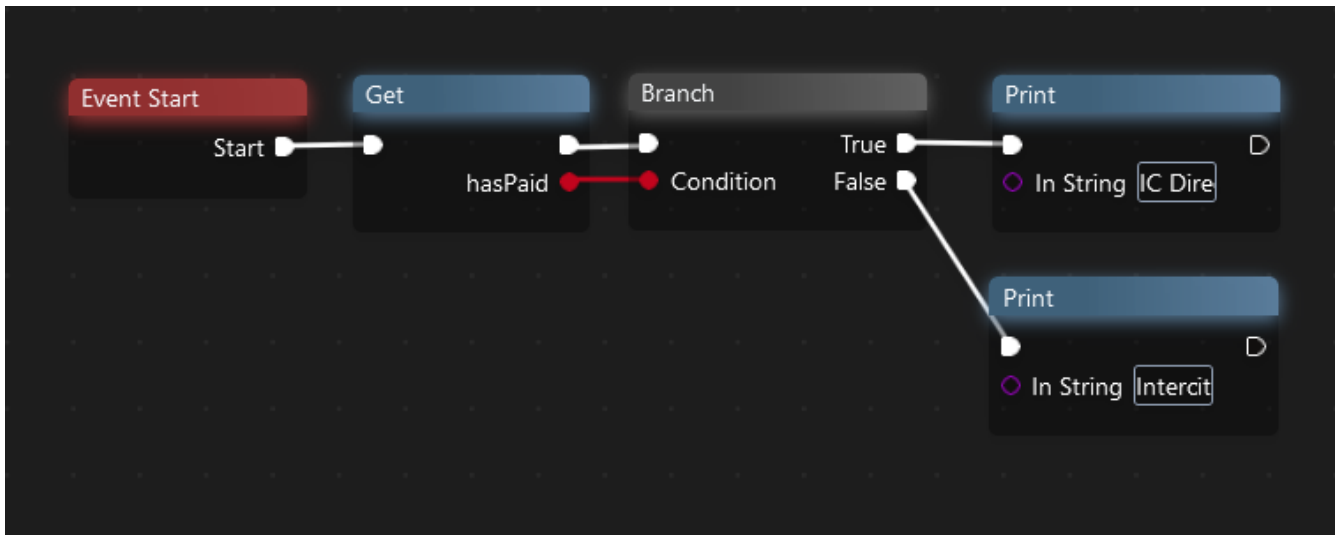 Event Start
Start
Get
hasPaid
Branch
True
Condition
False
Print
In String IC Dire
Print
In String Intercit